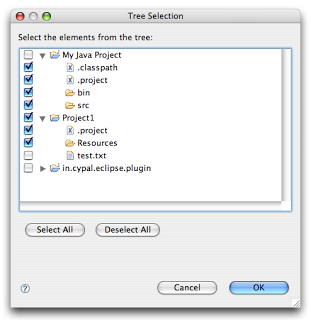 Tree Selection
Select the elements from the tree:
My Java Project
.classpath
.project
bin
src
Project1
.project
Resources
test.txt
in.cypal.eclipse.plugin
Select All
Deselect All
?
Cancel
OK